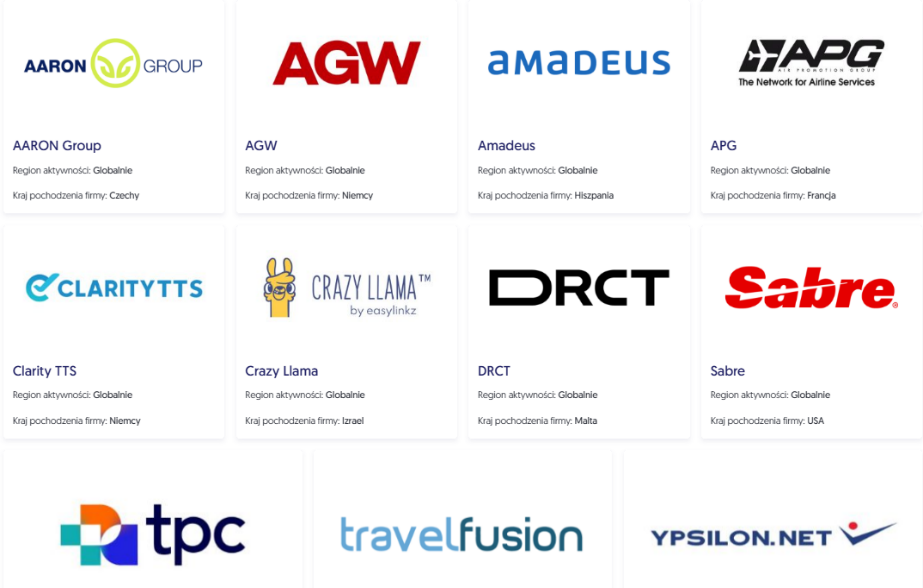 AARON GROUP
AGW
amadeus
APG
AIR PROMOTION GROUP
The Network for Airline Services
AARON Group
AGW
Amadeus
APG
Region aktywności: Globalnie
Region aktywności: Globalnie
Region aktywności: Globalnie
Region aktywności: Globalnie
Kraj pochodzenia firmy: Czechy
Kraj pochodzenia firmy: Niemcy
Kraj pochodzenia firmy: Hiszpania
Kraj pochodzenia firmy: Francja
CLARITYTTS
CRAZY LLAMA™
by easylinkz
DRCT
Sabre®
Clarity TTS
Crazy Llama
DRCT
Sabre
Region aktywności: Globalnie
Region aktywności: Globalnie
Region aktywności: Globalnie
Region aktywności: Globalnie
Kraj pochodzenia firmy: Niemcy
Kraj pochodzenia firmy: Izrael
Kraj pochodzenia firmy: Malta
Kraj pochodzenia firmy: USA
tpc
travelfusion
YPSILON.NET